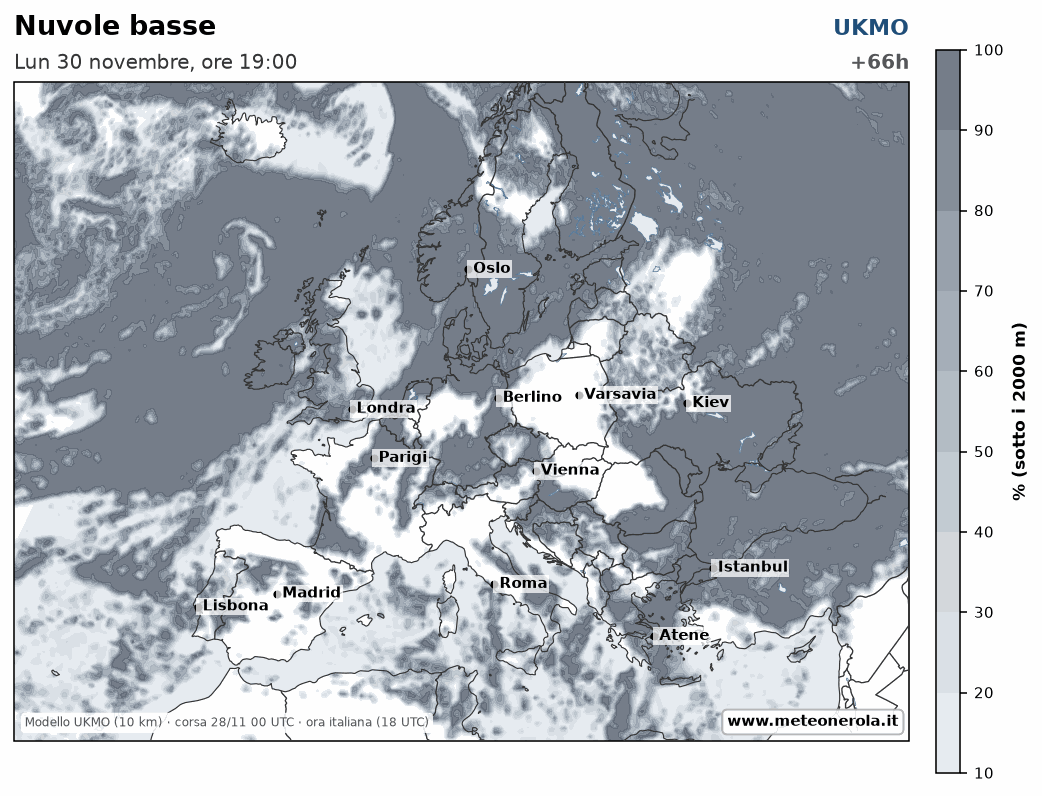 Nuvole basse
UKMO
Lun 30 novembre, ore 19:00
+66h
100
90
80
70
60
50
40
30
20
10
% (sotto i 2000 m)
Oslo
Londra
Berlino
Varsavia
Kiev
Parigi
Vienna
Istanbul
Roma
Madrid
Lisbona
Atene
Modello UKMO (10 km) · corsa 28/11 00 UTC · ora italiana (18 UTC)
www.meteonerola.it